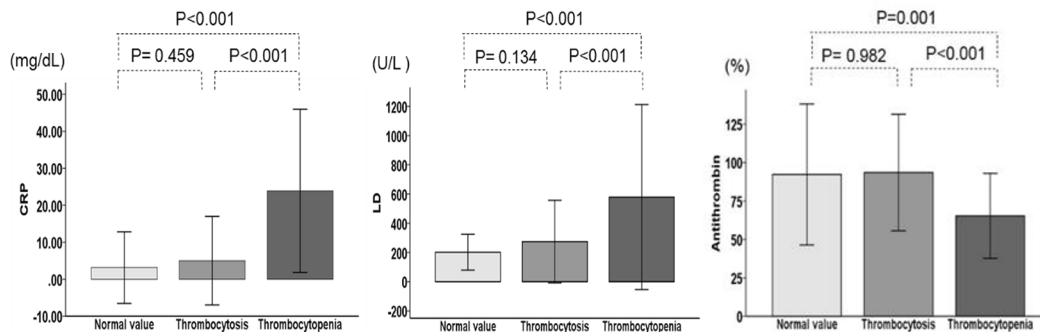 P<0.001
P= 0.459
P<0.001
(mg/dL)
50.00
40.00
30.00
20.00
10.00
.00
-10.00
CRP
Normal value
Thrombocytosis
Thrombocytopenia
P<0.001
P= 0.134
P<0.001
(U/L )
1200
1000
800
600
400
200
0
-200
LD
Normal value
Thrombocytosis
Thrombocytopenia
P=0.001
P= 0.982
P<0.001
(%)
125
100
75
50
25
0.00
Antithrombin
Normal value
Thrombocytosis
Thrombocytopenia